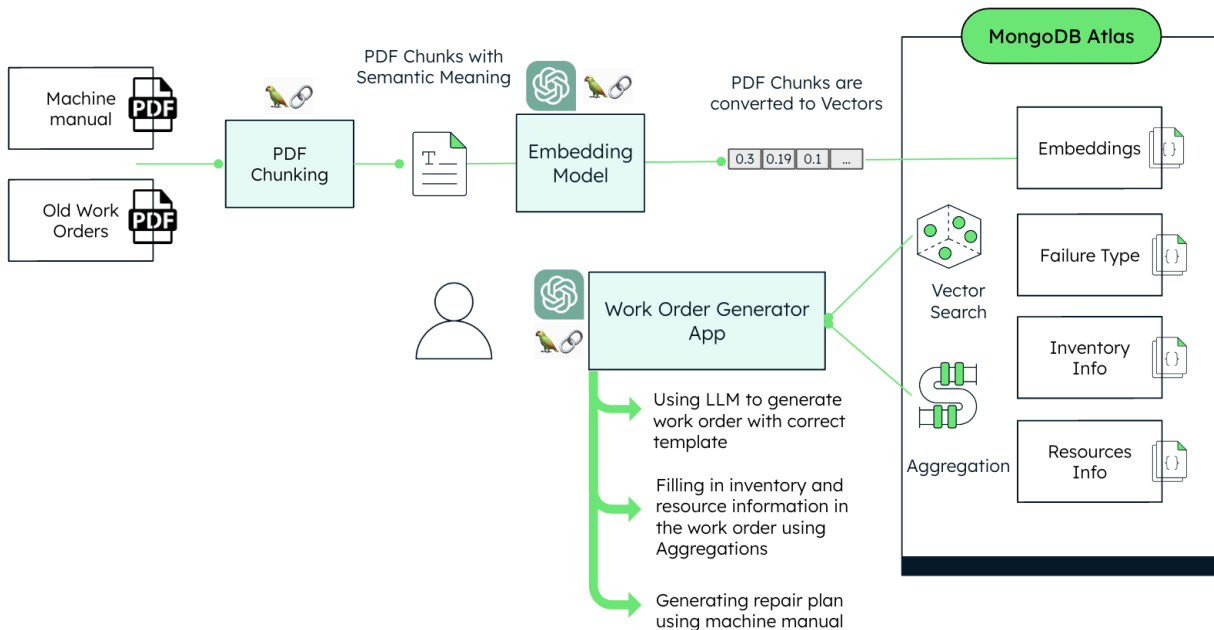 MongoDB Atlas
PDF Chunks with
Semantic Meaning
PDF Chunks are
converted to Vectors
Machine
manual
PDF
PDF
Chunking
T
Embedding
Model
0.3 0.19 0.1 ...
Embeddings
{ }
Old Work
Orders
PDF
Failure Type
{ }
Vector
Search
Work Order Generator
App
Inventory
Info
{ }
Using LLM to generate
work order with correct
template
Aggregation
Resources
Info
{ }
Filling in inventory and
resource information in
the work order using
Aggregations
Generating repair plan
using machine manual